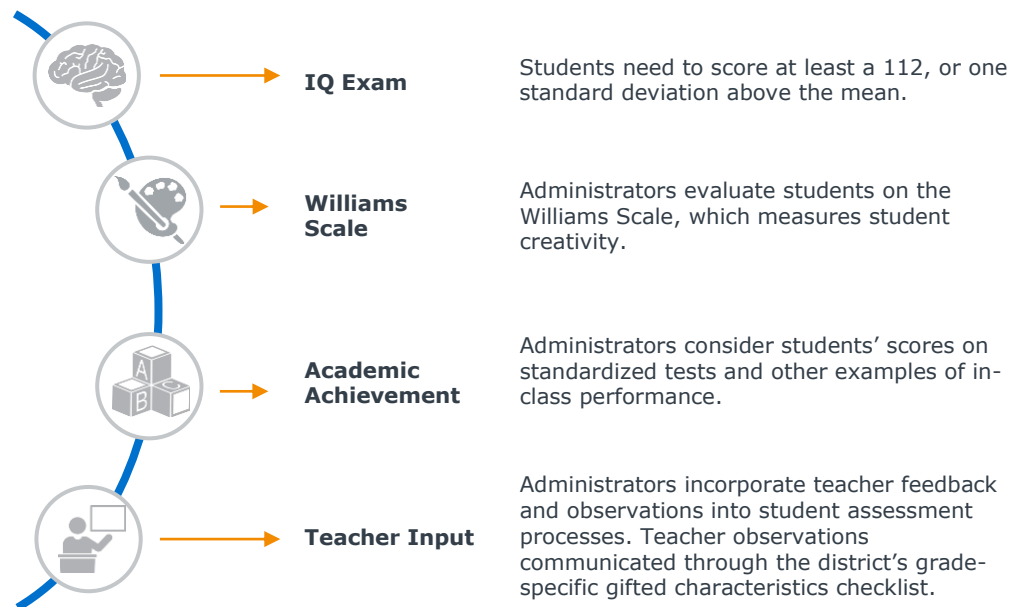 IQ Exam
Students need to score at least a 112, or one
standard deviation above the mean.
Williams
Scale
Administrators evaluate students on the
Williams Scale, which measures student
creativity.
Academic
Achievement
Administrators consider students’ scores on
standardized tests and other examples of in-
class performance.
Teacher Input
Administrators incorporate teacher feedback
and observations into student assessment
processes. Teacher observations
communicated through the district’s grade-
specific gifted characteristics checklist.
A
B
C